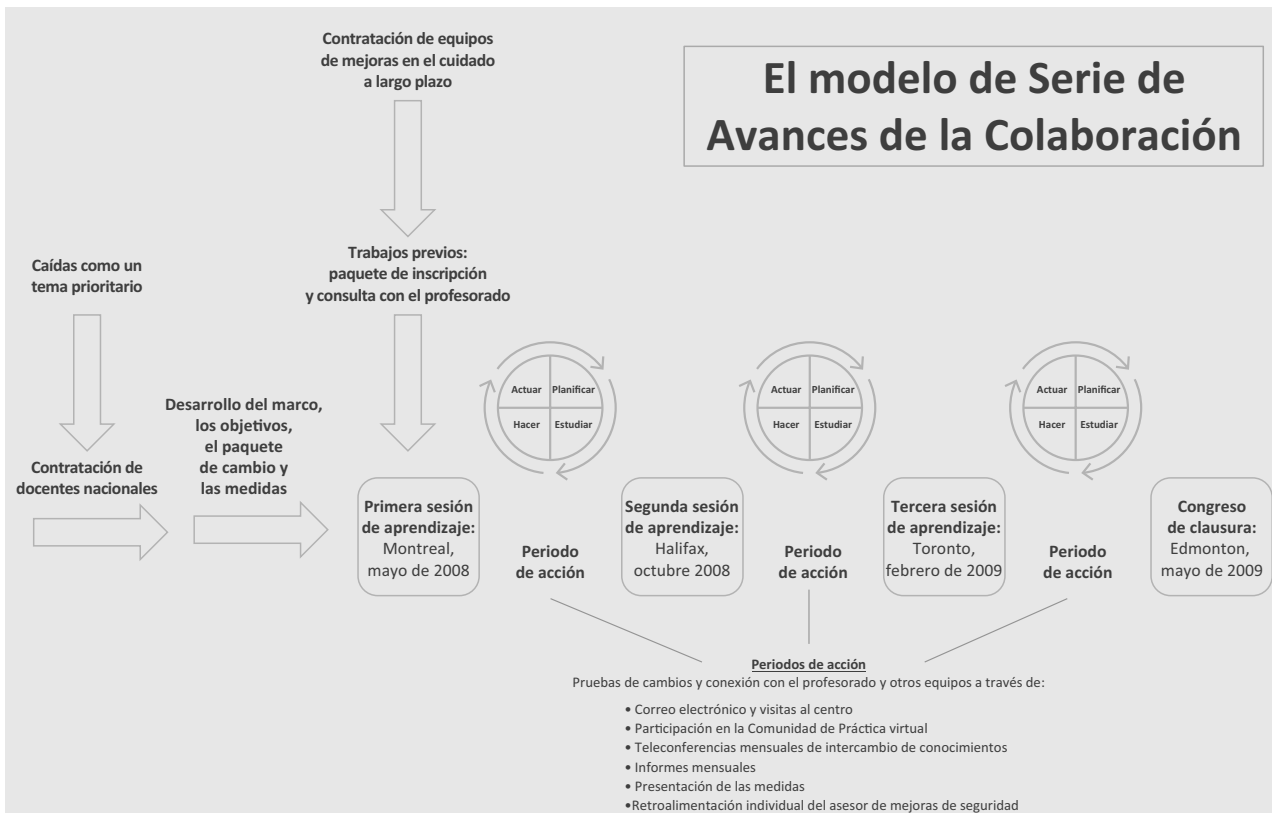 El modelo de Serie de
Avances de la Colaboración
Contratación de equipos
de mejoras en el cuidado
a largo plazo
Trabajos previos:
paquete de inscripción
y consulta con el profesorado
Caídas como un
tema prioritario
Contratación de
docentes nacionales
Desarrollo del marco,
los objetivos,
el paquete
de cambio y
las medidas
Actuar
Planificar
Hacer
Estudiar
Actuar
Planificar
Hacer
Estudiar
Actuar
Planificar
Hacer
Estudiar
Primera sesión
de aprendizaje:
Montreal,
mayo de 2008
Periodo
de acción
Segunda sesión
de aprendizaje:
Halifax,
octubre 2008
Periodo
de acción
Tercera sesión
de aprendizaje:
Toronto,
febrero de 2009
Periodo
de acción
Congreso
de clausura:
Edmonton,
mayo de 2009
Periodos de acción
Pruebas de cambios y conexión con el profesorado y otros equipos a través de:
• Correo electrónico y visitas al centro
• Participación en la Comunidad de Práctica virtual
• Teleconferencias mensuales de intercambio de conocimientos
• Informes mensuales
• Presentación de las medidas
•Retroalimentación individual del asesor de mejoras de seguridad